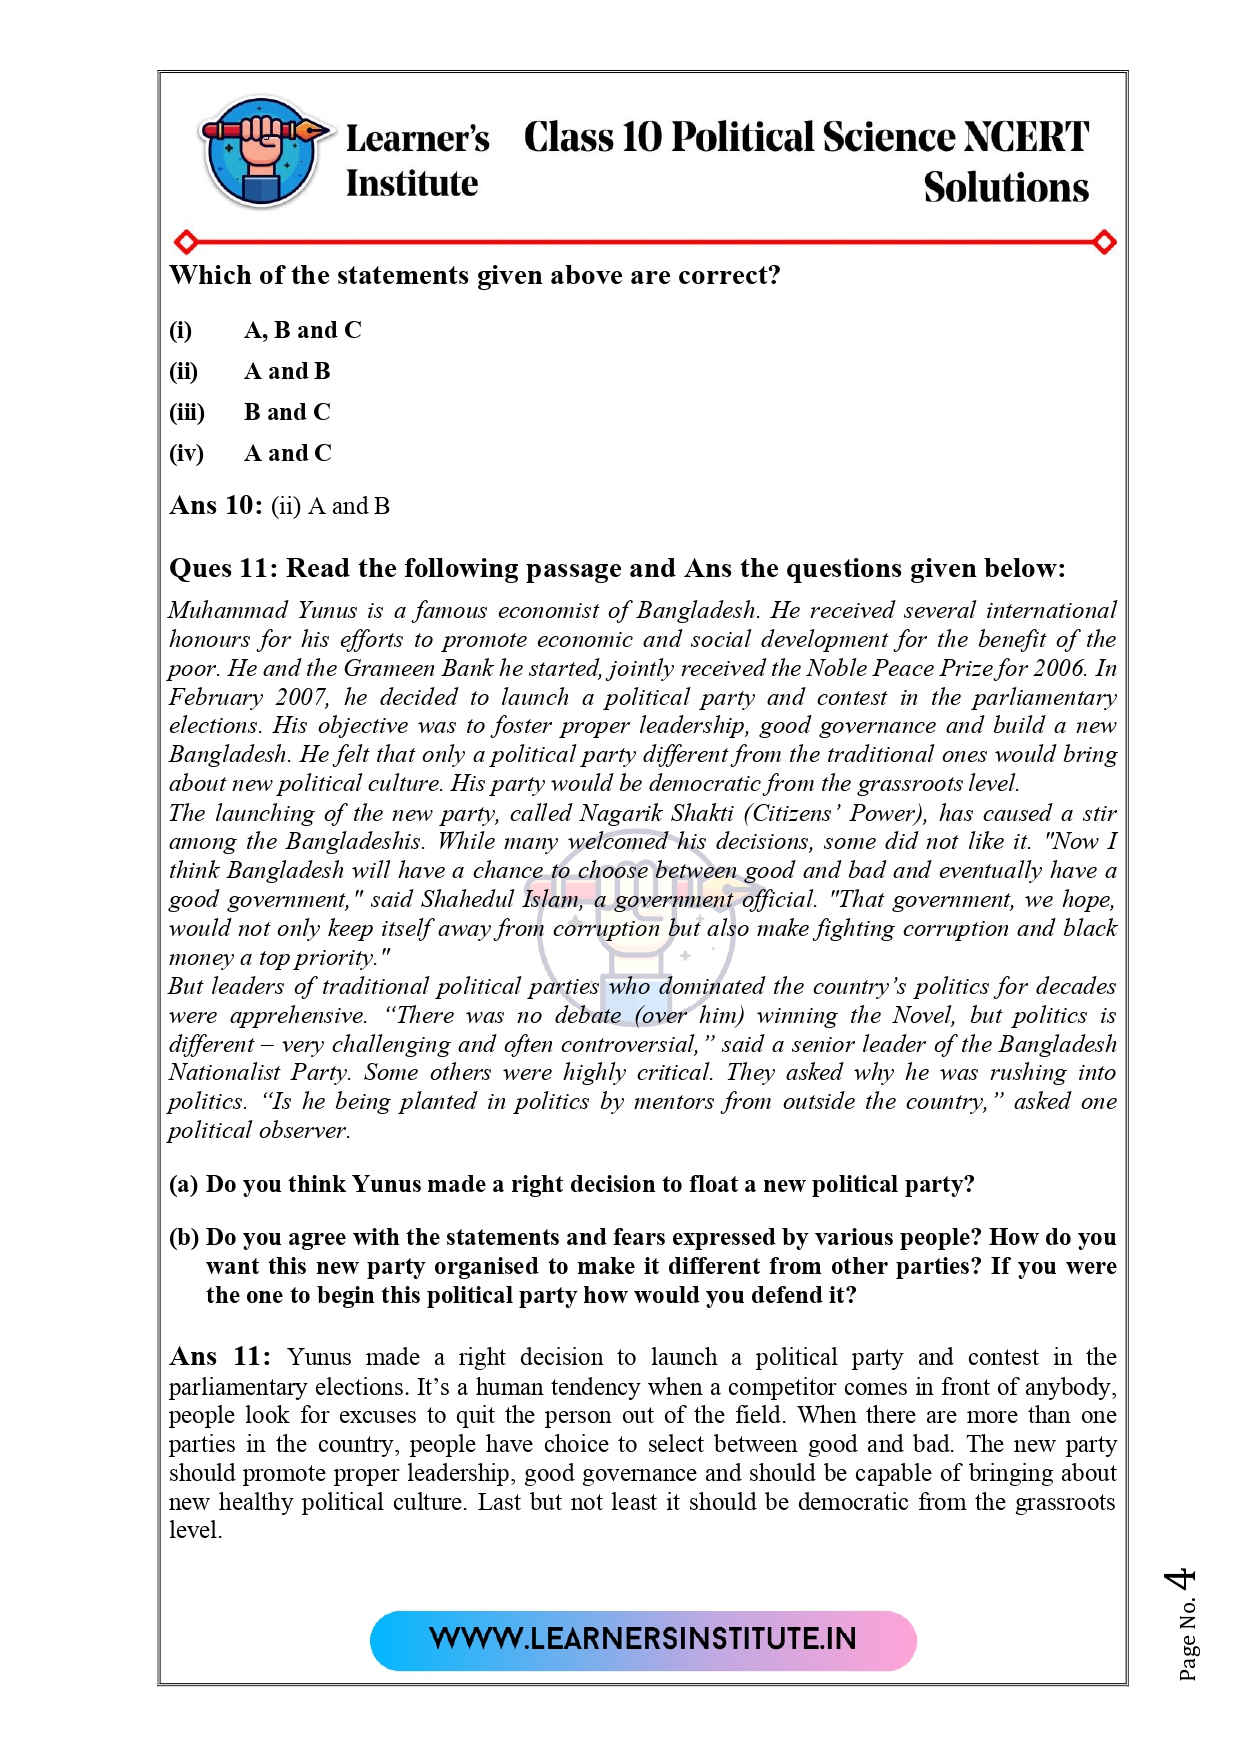 Learner's Class 10 Political Science NCERT
Institute Solutions
Which of the statements given above are correct?
(i) A, B and C
(ii) A and B
(iii) B and C
(iv) A and C
Ans 10: (ii) A and B
Ques 11: Read the following passage and Ans the questions given below:
Muhammad Yunus is a famous economist of Bangladesh. He received several international
honours for his efforts to promote economic and social development for the benefit of the
poor. He and the Grameen Bank he started, jointly received the Noble Peace Prize for 2006. In
February 2007, he decided to launch a political party and contest in the parliamentary
elections. His objective was to foster proper leadership, good governance and build a new
Bangladesh. He felt that only a political party different from the traditional ones would bring
about new political culture. His party would be democratic from the grassroots level.
The launching of the new party, called Nagarik Shakti (Citizens’ Power), has caused a stir
among the Bangladeshis. While many welcomed his decisions, some did not like it. "Now I
think Bangladesh will have a chance to choose between good and bad and eventually have a
good government," said Shahedul Islam, a government official. "That government, we hope,
would not only keep itself away from corruption but also make fighting corruption and black
money a top priority."
But leaders of traditional political parties who dominated the country’s politics for decades
were apprehensive. “There was no debate (over him) winning the Novel, but politics is
different – very challenging and often controversial,” said a senior leader of the Bangladesh
Nationalist Party. Some others were highly critical. They asked why he was rushing into
politics. “Is he being planted in politics by mentors from outside the country,” asked one
political observer.
(a) Do you think Yunus made a right decision to float a new political party?
(b) Do you agree with the statements and fears expressed by various people? How do you
want this new party organised to make it different from other parties? If you were
the one to begin this political party how would you defend it?
Ans 11: Yunus made a right decision to launch a political party and contest in the
parliamentary elections. It’s a human tendency when a competitor comes in front of anybody,
people look for excuses to quit the person out of the field. When there are more than one
parties in the country, people have choice to select between good and bad. The new party
should promote proper leadership, good governance and should be capable of bringing about
new healthy political culture. Last but not least it should be democratic from the grassroots
level.
WWW.LEARNERSINSTITUTE.IN
Page No. 4